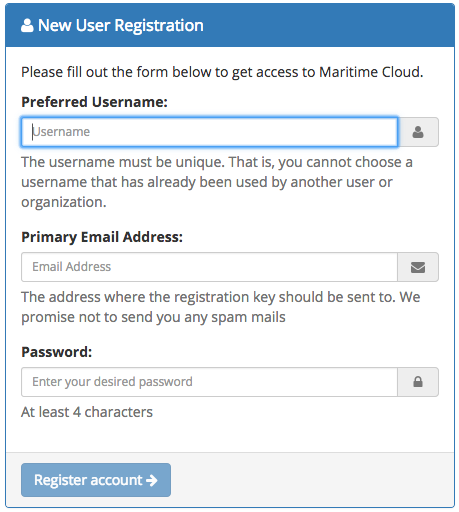 New User Registration
Please fill out the form below to get access to Maritime Cloud.
Preferred Username:
Username
The username must be unique. That is, you cannot choose a
username that has already been used by another user or
organization.
Primary Email Address:
Email Address
The address where the registration key should be sent to. We
promise not to send you any spam mails
Password:
Enter your desired password
At least 4 characters
Register account